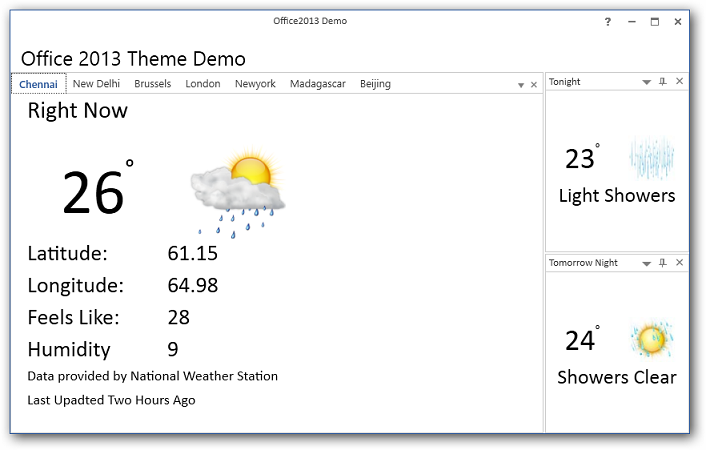 Office2013 Demo
?
Office 2013 Theme Demo
Chennai New Delhi Brussels London Newyork Madagascar Beijing
Right Now
26°
Latitude: 61.15
Longitude: 64.98
Feels Like: 28
Humidity 9
Data provided by National Weather Station
Last Upadted Two Hours Ago
Tonight
23°
Light Showers
Tomorrow Night
24°
Showers Clear